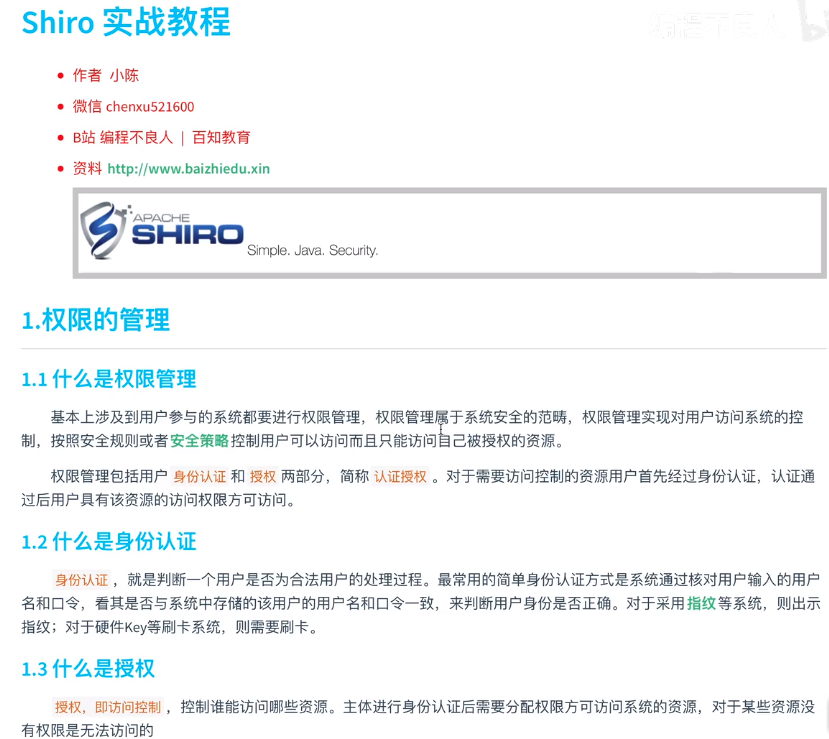 Shiro 实战教程
作者 小陈
微信 chenxu521600
B站 编程不良人 | 百知教育
资料 http://www.baizhiedu.xin
APACHE
SHIRO
Simple. Java. Security.
1.权限的管理
1.1 什么是权限管理
基本上涉及到用户参与的系统都要进行权限管理，权限管理属于系统安全的范畴，权限管理实现对用户访问系统的控
制，按照安全规则或者安全策略控制用户可以访问而且只能访问自己被授权的资源。
权限管理包括用户 身份认证 和 授权 两部分，简称 认证授权 。对于需要访问控制的资源用户首先经过身份认证，认证通
过后用户具有该资源的访问权限方可访问。
1.2 什么是身份认证
身份认证 ，就是判断一个用户是否为合法用户的处理过程。最常用的简单身份认证方式是系统通过核对用户输入的用户
名和口令，看其是否与系统中存储的该用户的用户名和口令一致，来判断用户身份是否正确。对于采用指纹等系统，则出示
指纹；对于硬件Key等刷卡系统，则需要刷卡。
1.3 什么是授权
授权，即访问控制 ，控制谁能访问哪些资源。主体进行身份认证后需要分配权限方可访问系统的资源，对于某些资源没
有权限是无法访问的